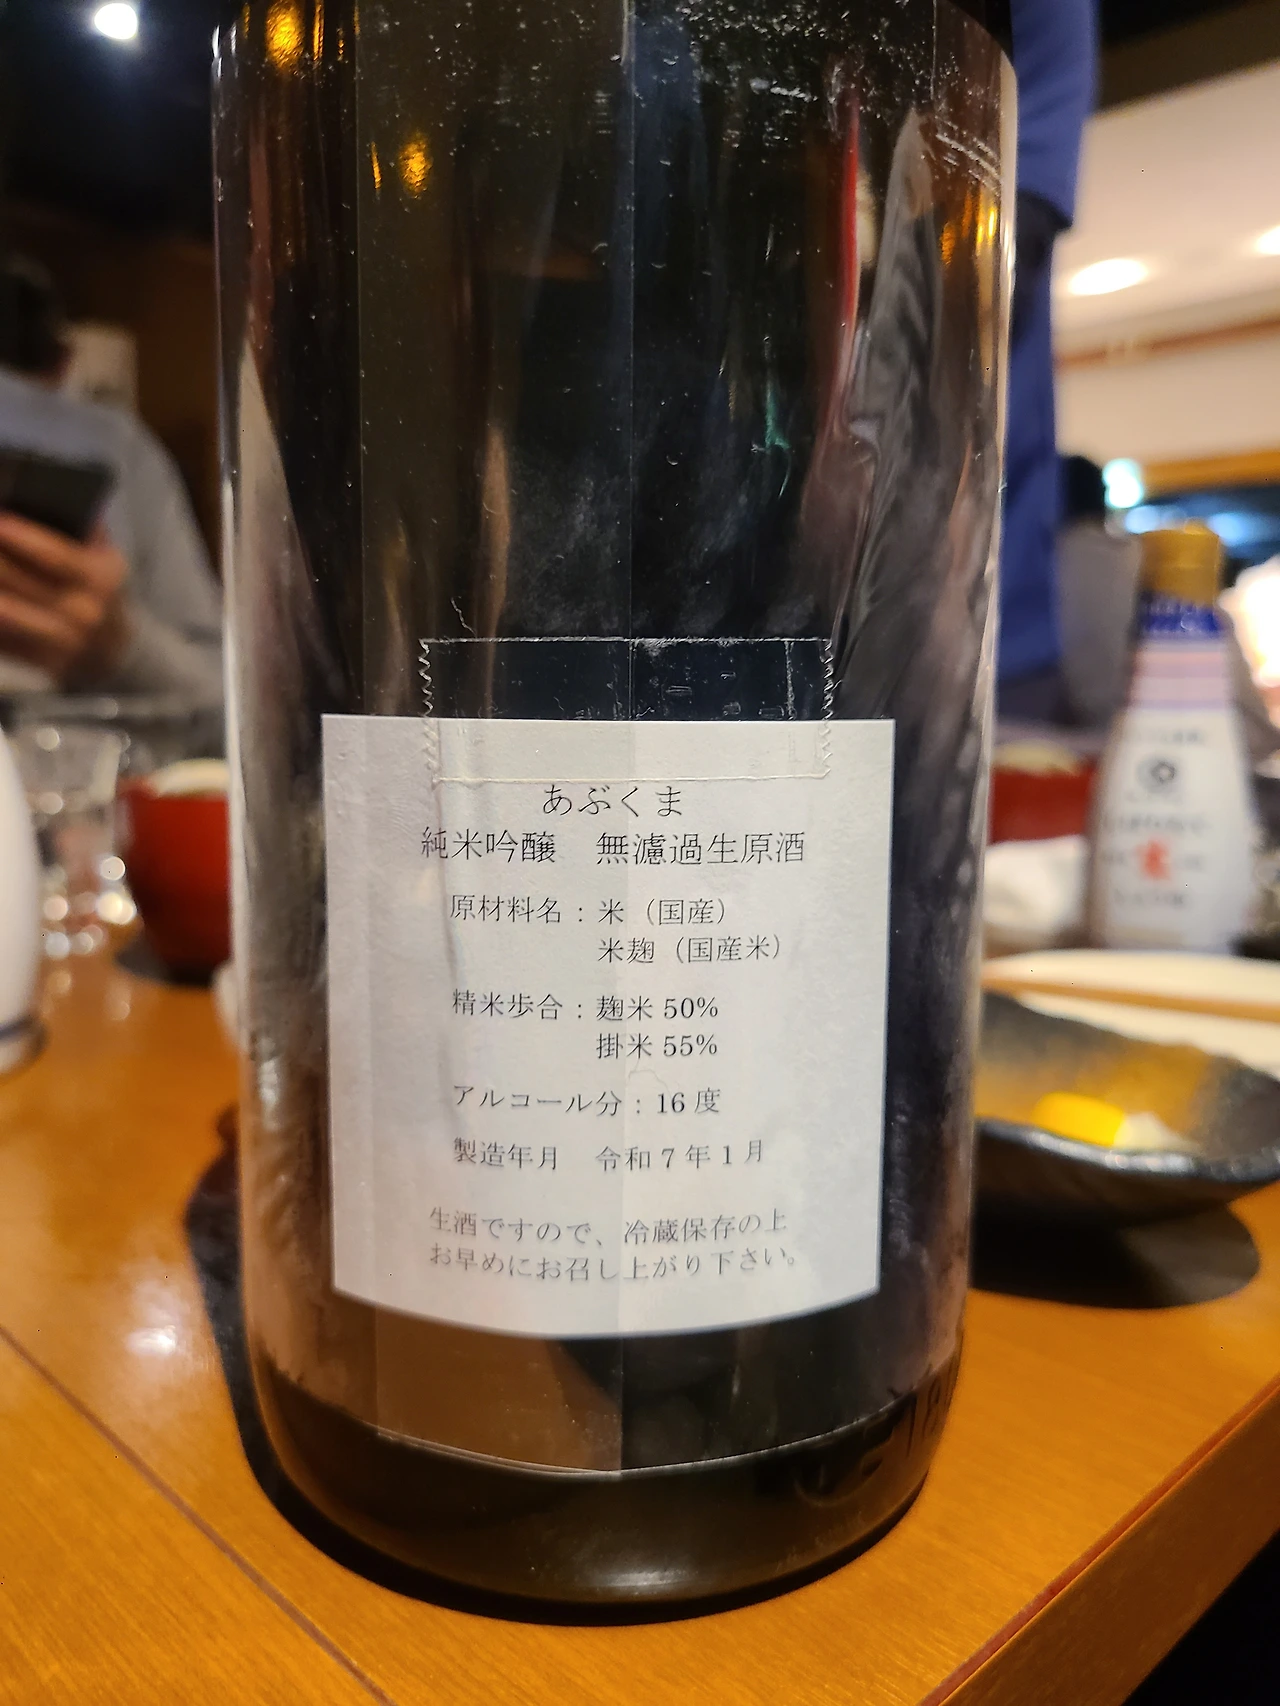 あぶくま
純米吟醸　無濾過生原酒
原材料名：米（国産）
米麹（国産米）
精米歩合：麹米 50%
掛米 55%
アルコール分：16 度
製造年月　令和 7 年 1 月
生酒ですので、冷蔵保存の上
お早めにお召し上がり下さい。